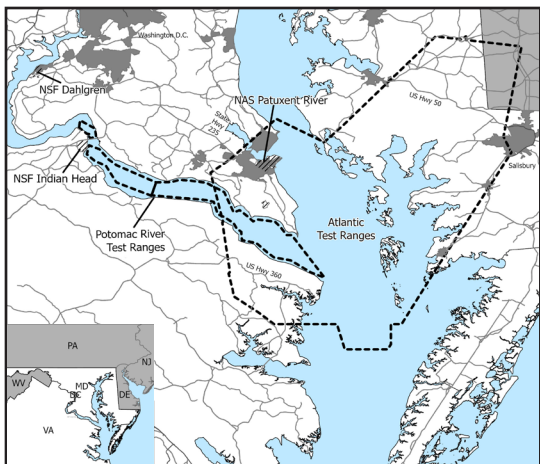 Washington D.C.
NSF Dahlgren
NAS Patuxent River
US Hwy 50
State
Hwy
235
NSF Indian Head
Salisbury
Potomac River
Test Ranges
Atlantic
Test Ranges
US Hwy 360
PA
NJ
WV
MD
DC
DE
VA